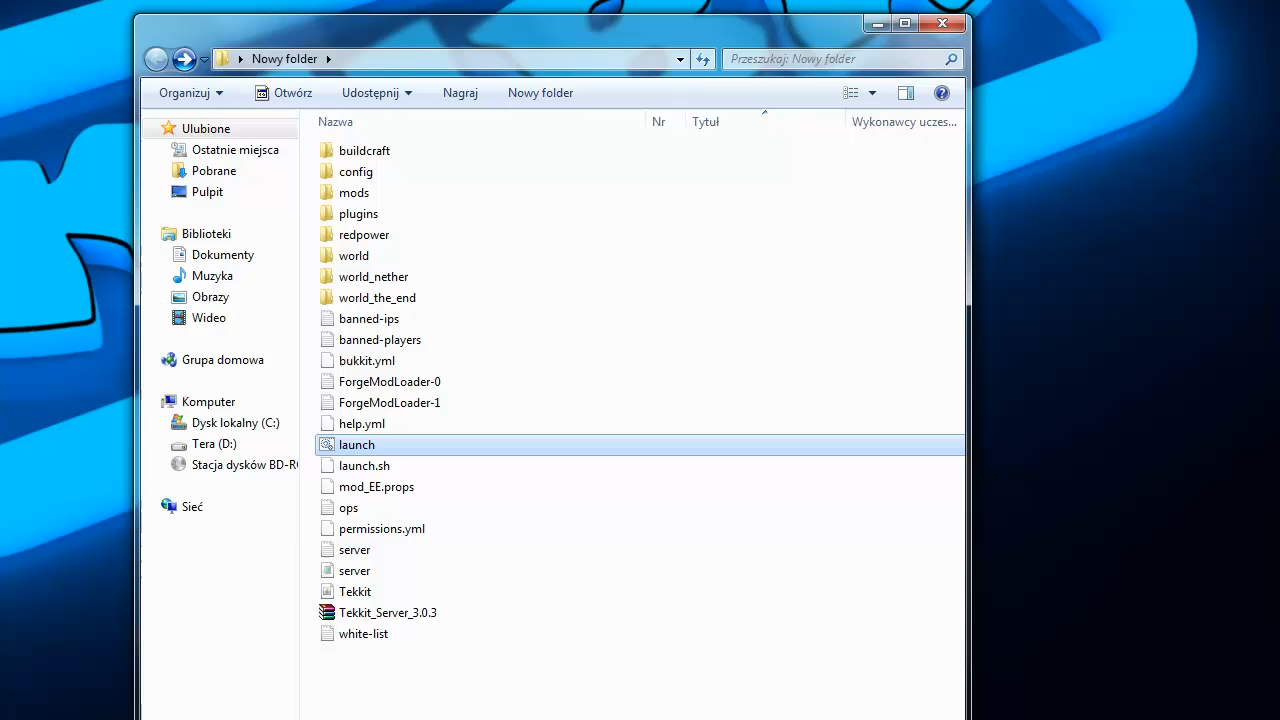 Nowy folder
Przeszukaj: Nowy folder
Organizuj Otwórz Udostępnij Nagraj Nowy folder
Nazwa Nr Tytuł Wykonawcy uczes...
Ulubione
Ostatnie miejsca
Pobrane
Pulpit
Biblioteki
Dokumenty
Muzyka
Obrazy
Wideo
Grupa domowa
Komputer
Dysk lokalny (C:)
Tera (D:)
Stacja dysków BD-R
Sieć
buildcraft
config
mods
plugins
redpower
world
world_nether
world_the_end
banned-ips
banned-players
bukkit.yml
ForgeModLoader-0
ForgeModLoader-1
help.yml
launch
launch.sh
mod_EE.props
ops
permissions.yml
server
server
Tekkit
Tekkit_Server_3.0.3
white-list